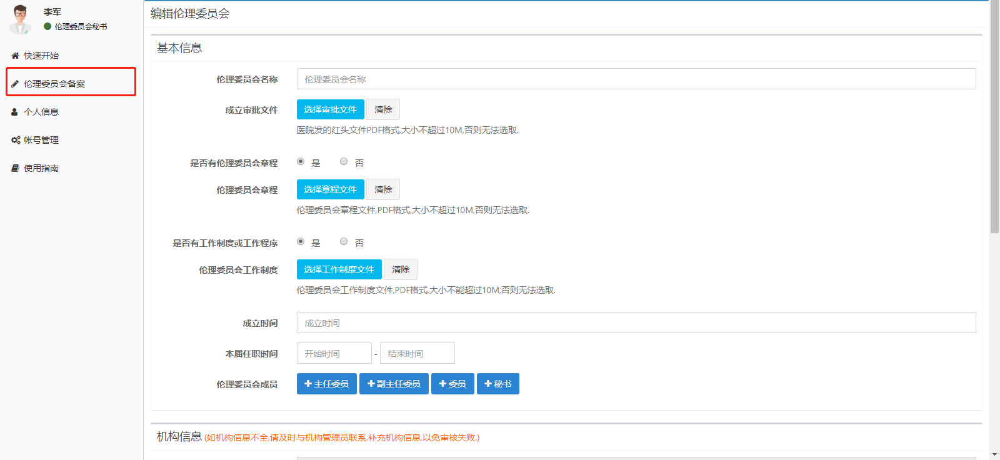 李军
伦理委员会秘书
快速开始
伦理委员会备案
个人信息
帐号管理
使用指南
编辑伦理委员会
基本信息
伦理委员会名称 伦理委员会名称
成立审批文件 选择审批文件 清除
医院发的红头文件PDF格式,大小不超过10M,否则无法选取.
是否有伦理委员会章程 是 否
伦理委员会章程 选择章程文件 清除
伦理委员会章程文件,PDF格式,大小不超过10M,否则无法选取.
是否有工作制度或工作程序 是 否
伦理委员会工作制度 选择工作制度文件 清除
伦理委员会工作制度文件,PDF格式,大小不能超过10M,否则无法选取.
成立时间 成立时间
本届任职时间 开始时间 - 结束时间
伦理委员会成员 +主任委员 +副主任委员 +委员 +秘书
机构信息 (如机构信息不全,请及时与机构管理员联系,补充机构信息,以免审核失败.)